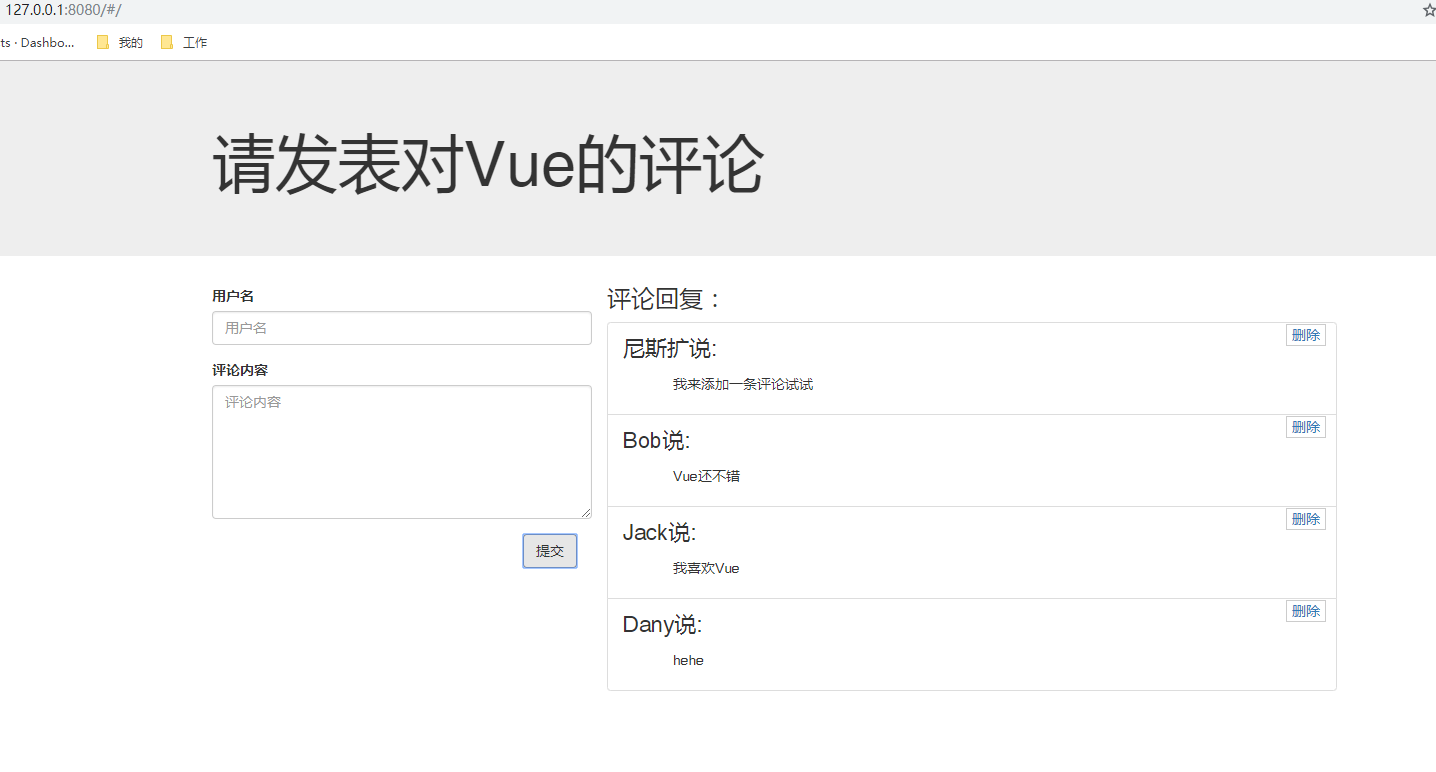 127.0.0.1:8080/#/
ts · Dashbo... 我的 工作
请发表对Vue的评论
用户名
用户名
评论内容
评论内容
提交
评论回复：
尼斯扩说:
删除
我来添加一条评论试试
Bob说:
删除
Vue还不错
Jack说:
删除
我喜欢Vue
Dany说:
删除
hehe